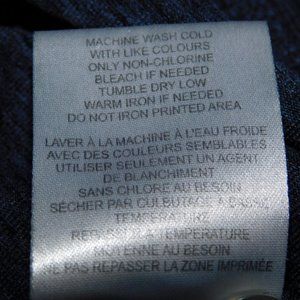 MACHINE WASH COLD
WITH LIKE COLOURS
ONLY NON-CHLORINE
BLEACH IF NEEDED
TUMBLE DRY LOW
WARM IRON IF NEEDED
DO NOT IRON PRINTED AREA
LAVER À LA MACHINE À L'EAU FROIDE
AVEC DES COULEURS SEMBLABLES
UTILISER SEULEMENT UN AGENT
DE BLANCHIMENT
SANS CHLORE AU BESOIN
SÉCHER PAR CULBUTAGE À
TEMPÉRATURE
TEMPÉRATURE
MOYENNE AU BESOIN
NE PAS REPASSER LA ZONE IMPRIMÉE